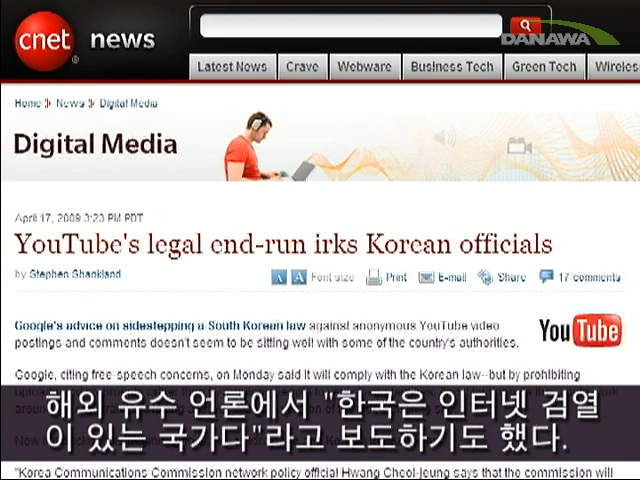 cnet news
DANAWA
Latest News Crave Webware Business Tech Green Tech Wireles
Home News Digital Media
Digital Media
April 17, 2009 3:23 PM PDT
YouTube's legal end-run irks Korean officials
by Stephen Shankland
A A Font size Print E-mail Share 17 comments
Google's advice on sidestepping a South Korean law against anonymous YouTube video
postings and comments doesn't seem to be sitting well with some of the country's authorities.
YouTube
Google, citing free-speech concerns, on Monday said it will comply with the Korean law--but by prohibiting
해외 유수 언론에서 "한국은 인터넷 검열
이 있는 국가다"라고 보도하기도 했다.
"Korea Communications Commission network policy official Hwang Cheol-jeung says that the commission will